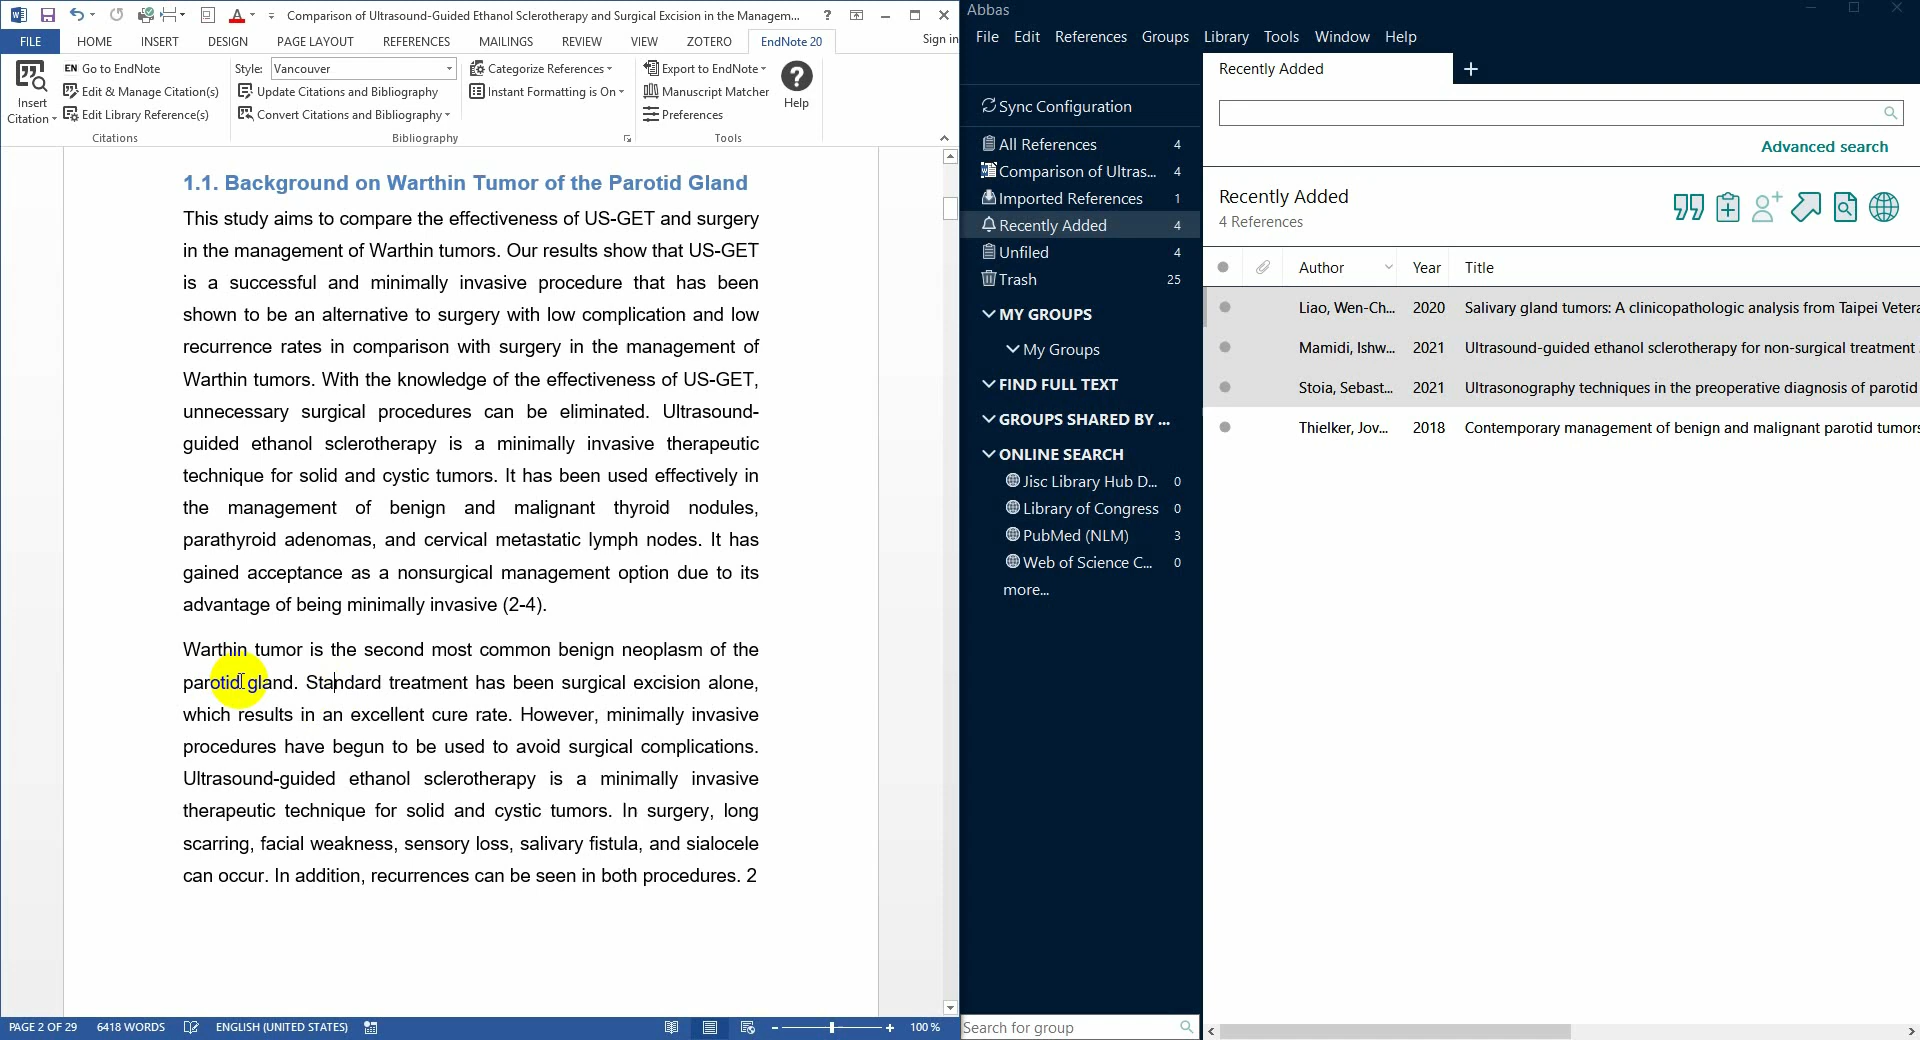 Comparison of Ultrasound-Guided Ethanol Sclerotherapy and Surgical Excision in the Managem...
FILE HOME INSERT DESIGN PAGE LAYOUT REFERENCES MAILINGS REVIEW VIEW ZOTERO EndNote 20 Sign in
Insert Citation
EN Go to EndNote
Edit & Manage Citation(s)
Edit Library Reference(s)
Citations
Style: Vancouver
Update Citations and Bibliography
Convert Citations and Bibliography
Categorize References
Instant Formatting is On
Bibliography
Export to EndNote
Manuscript Matcher
Preferences
Tools
? Help
1.1. Background on Warthin Tumor of the Parotid Gland
This study aims to compare the effectiveness of US-GET and surgery
in the management of Warthin tumors. Our results show that US-GET
is a successful and minimally invasive procedure that has been
shown to be an alternative to surgery with low complication and low
recurrence rates in comparison with surgery in the management of
Warthin tumors. With the knowledge of the effectiveness of US-GET,
unnecessary surgical procedures can be eliminated. Ultrasound-
guided ethanol sclerotherapy is a minimally invasive therapeutic
technique for solid and cystic tumors. It has been used effectively in
the management of benign and malignant thyroid nodules,
parathyroid adenomas, and cervical metastatic lymph nodes. It has
gained acceptance as a nonsurgical management option due to its
advantage of being minimally invasive (2-4).
Warthin tumor is the second most common benign neoplasm of the
parotid gland. Standard treatment has been surgical excision alone,
which results in an excellent cure rate. However, minimally invasive
procedures have begun to be used to avoid surgical complications.
Ultrasound-guided ethanol sclerotherapy is a minimally invasive
therapeutic technique for solid and cystic tumors. In surgery, long
scarring, facial weakness, sensory loss, salivary fistula, and sialocele
can occur. In addition, recurrences can be seen in both procedures. 2
PAGE 2 OF 29 6418 WORDS ENGLISH (UNITED STATES) 100 %
Abbas
File Edit References Groups Library Tools Window Help
Sync Configuration
All References 4
Comparison of Ultras... 4
Imported References 1
Recently Added 4
Unfiled 4
Trash 25
MY GROUPS
My Groups
FIND FULL TEXT
GROUPS SHARED BY ...
ONLINE SEARCH
Jisc Library Hub D... 0
Library of Congress 0
PubMed (NLM) 3
Web of Science C... 0
more...
Search for group
Recently Added +
Advanced search
Recently Added
4 References
Author Year Title
Liao, Wen-Ch... 2020 Salivary gland tumors: A clinicopathologic analysis from Taipei Vetera
Mamidi, Ishw... 2021 Ultrasound-guided ethanol sclerotherapy for non-surgical treatment
Stoia, Sebast... 2021 Ultrasonography techniques in the preoperative diagnosis of parotid
Thielker, Jov... 2018 Contemporary management of benign and malignant parotid tumors